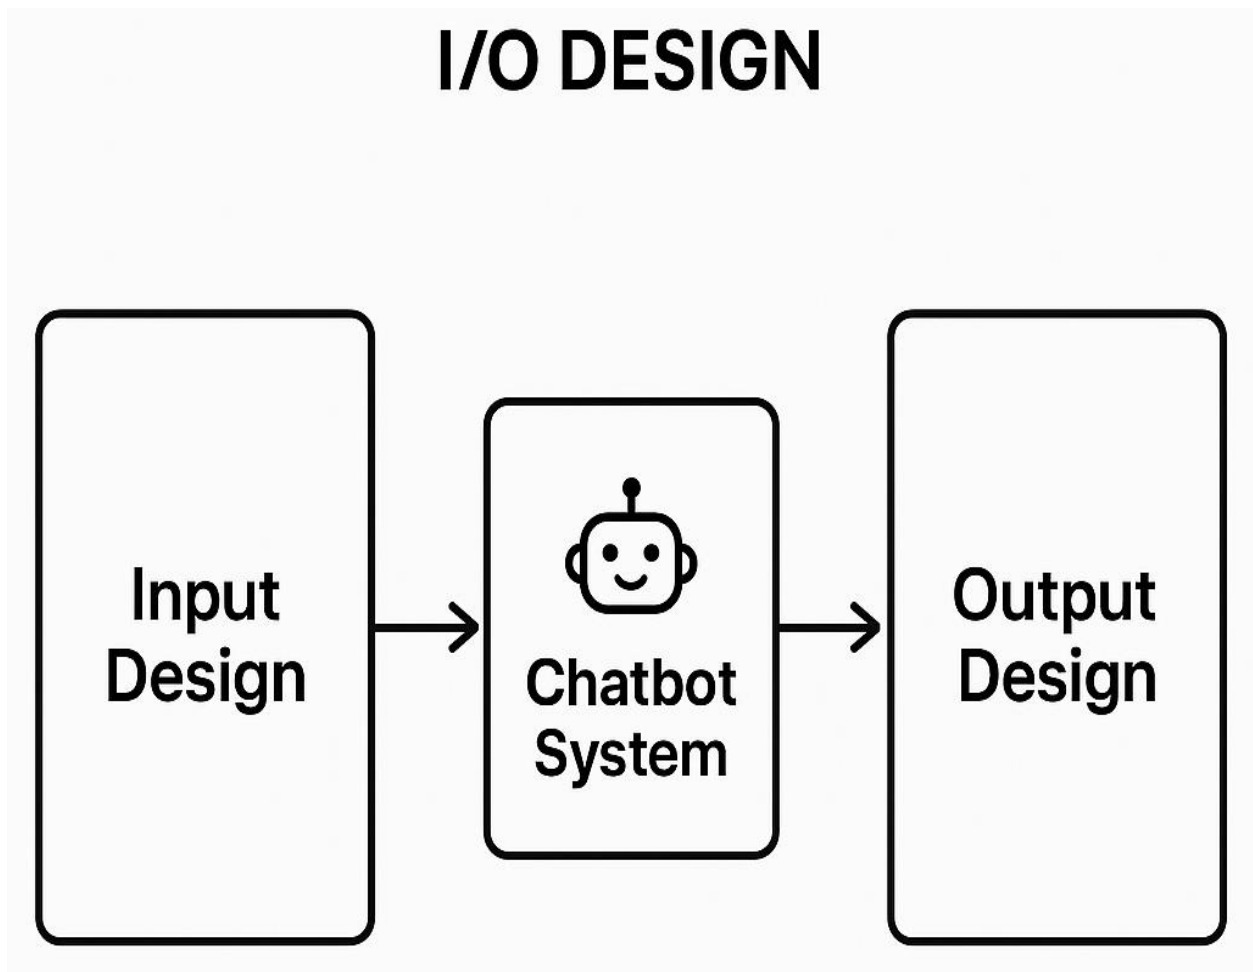 I/O DESIGN
Input
Design
Chatbot
System
Output
Design